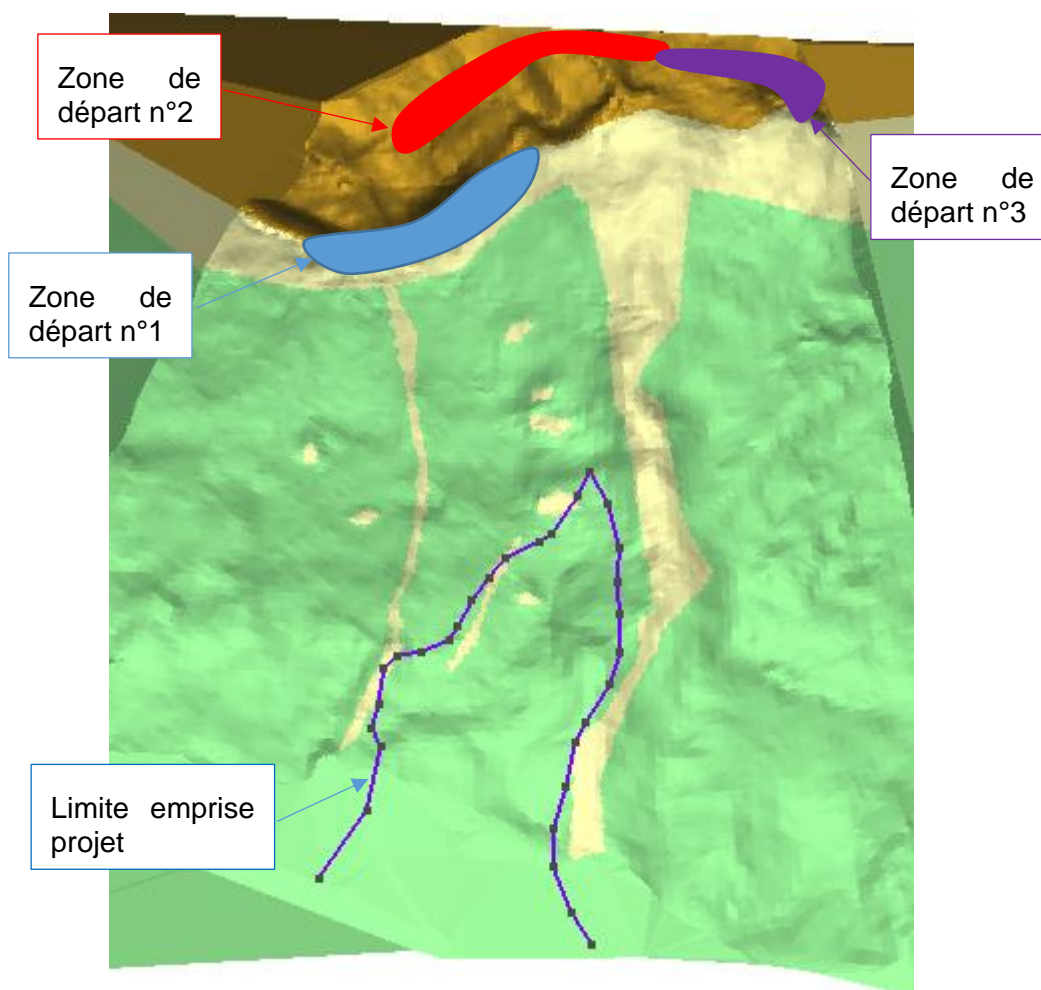 Zone de
départ n°2
Zone de
départ n°3
Zone de
départ n°1
Limite emprise
projet